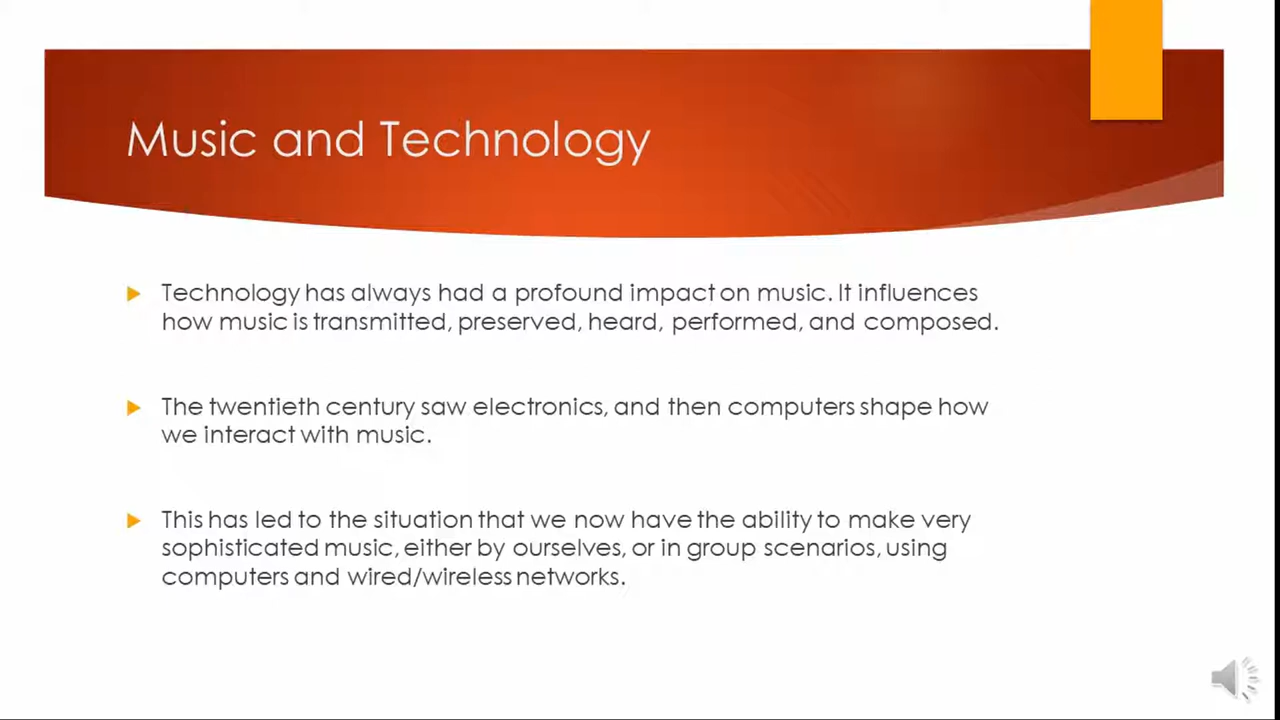 Music and Technology
Technology has always had a profound impact on music. It influences
how music is transmitted, preserved, heard, performed, and composed.
The twentieth century saw electronics, and then computers shape how
we interact with music.
This has led to the situation that we now have the ability to make very
sophisticated music, either by ourselves, or in group scenarios, using
computers and wired/wireless networks.